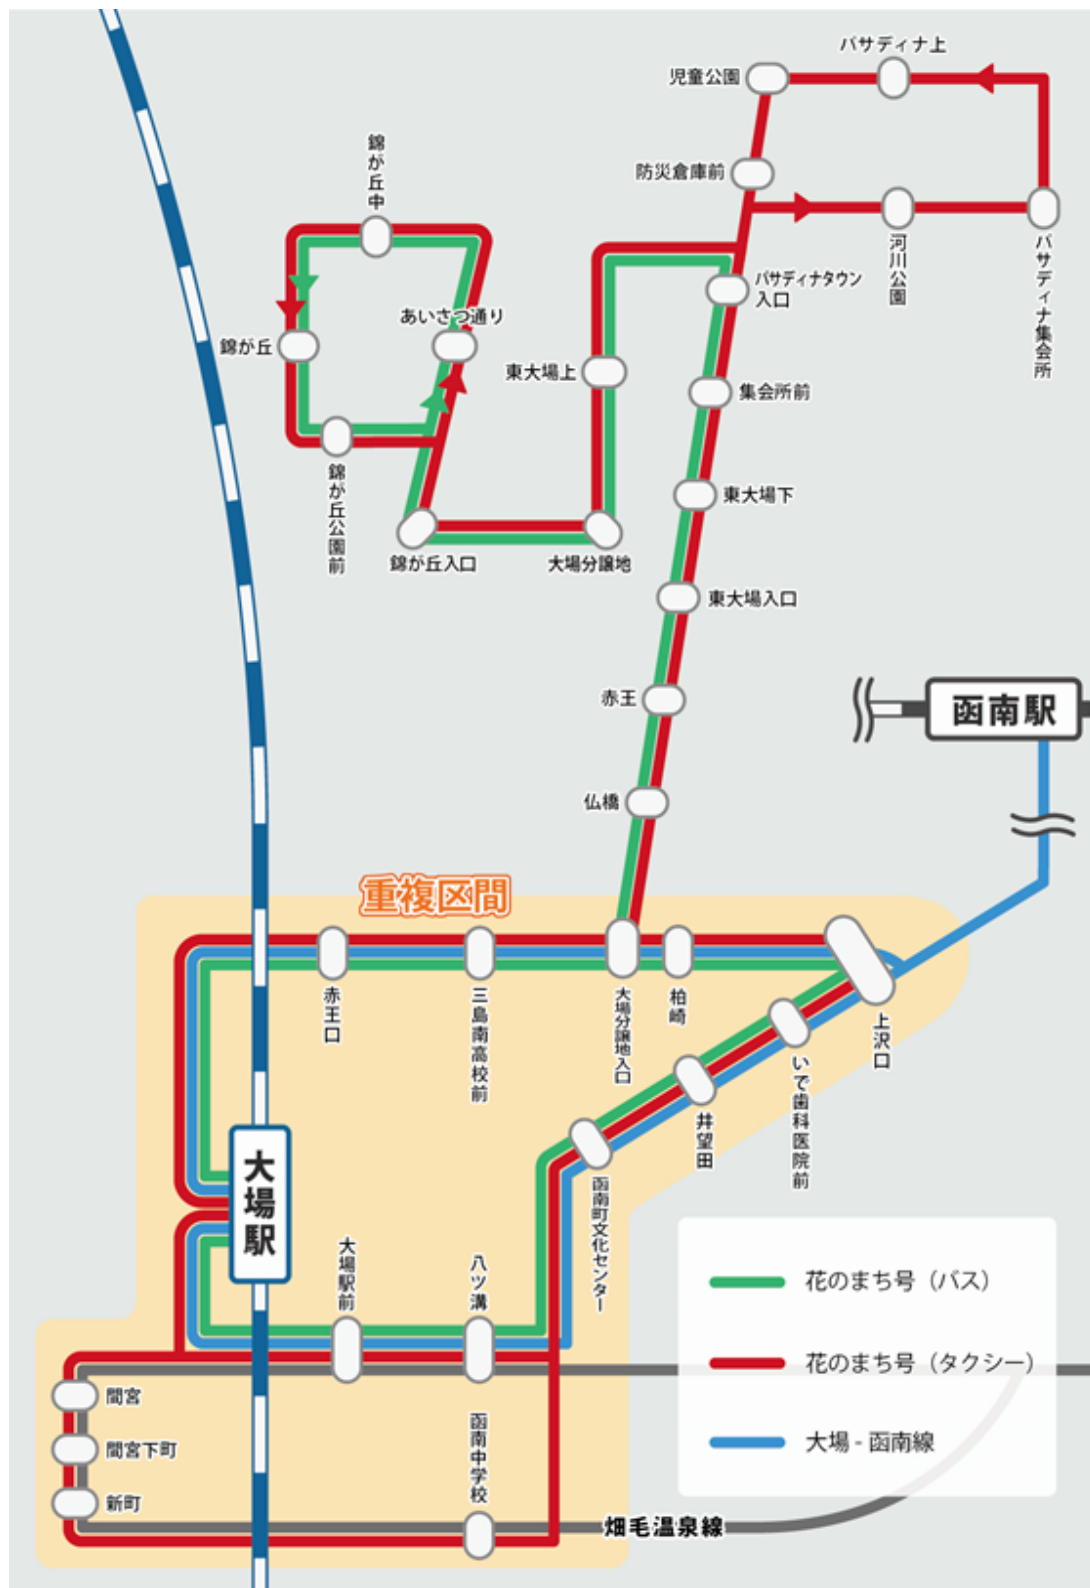 パサディナ上
児童公園
防災倉庫前
河川公園
パサディナ集会所
錦が丘中
あいさつ通り
錦が丘
錦が丘公園前
錦が丘入口
大場分譲地
東大場上
パサディナタウン
入口
集会所前
東大場下
東大場入口
赤王
仏橋
函南駅
重複区間
赤王口
三島南高校前
大場分譲地入口
柏崎
上沢口
いで歯科医院前
井望田
函南町文化センター
大場駅
大場駅前
八ツ溝
間宮
間宮下町
新町
函南中学校
畑毛温泉線
花のまち号（バス）
花のまち号（タクシー）
大場 - 函南線